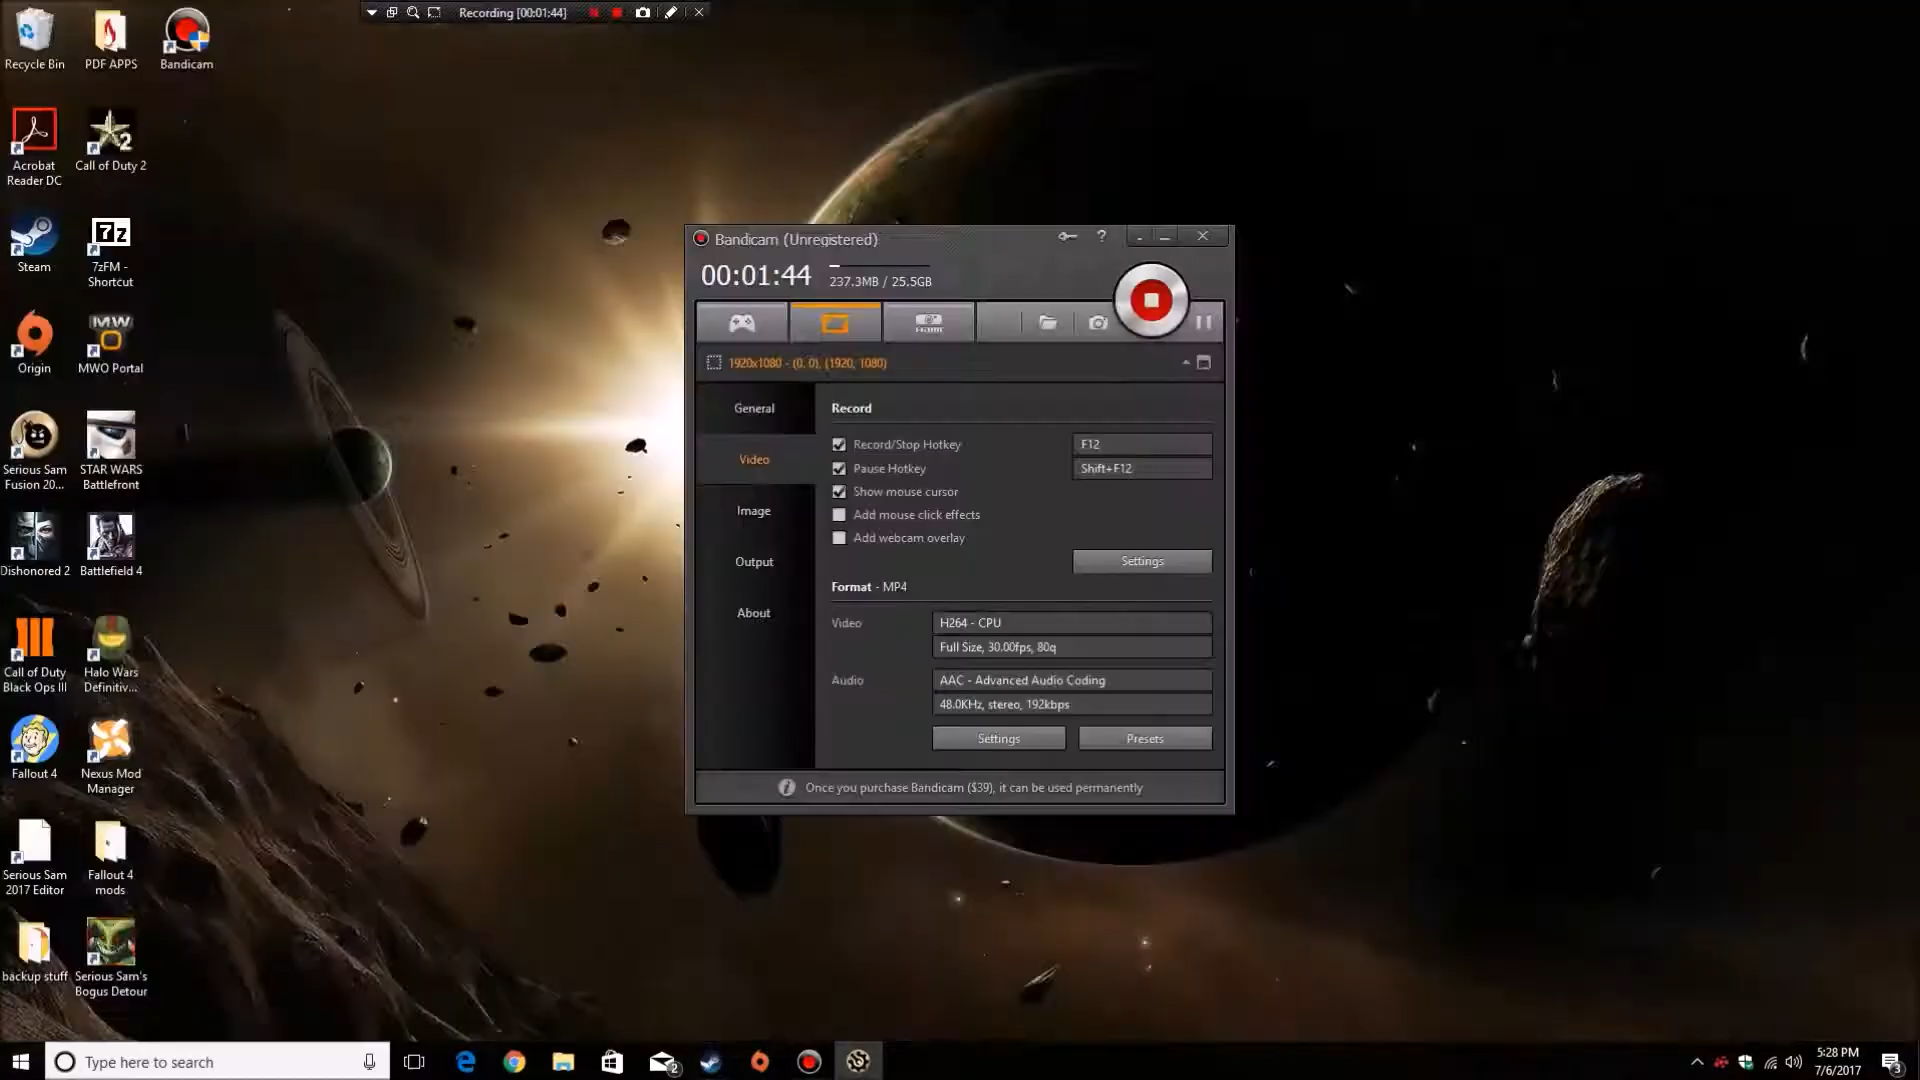 Recording [00:01:44]
Recycle Bin
PDF APPS
Bandicam
Acrobat
Reader DC
2
Call of Duty 2
Steam
7z
7zFM -
Shortcut
Origin
MW
MWO Portal
Serious Sam
Fusion 20...
STAR WARS
Battlefront
Dishonored 2
Battlefield 4
Call of Duty
Black Ops III
Halo Wars
Definitiv...
Fallout 4
Nexus Mod
Manager
Serious Sam
2017 Editor
Fallout 4
mods
backup stuff
Serious Sam's
Bogus Detour
Bandicam (Unregistered)
?
00:01:44
237.3MB / 25.5GB
HDMI
1920x1080 - (0, 0), (1920, 1080)
General
Video
Image
Output
About
Record
Record/Stop Hotkey
F12
Pause Hotkey
Shift+F12
Show mouse cursor
Add mouse click effects
Add webcam overlay
Settings
Format - MP4
Video
H264 - CPU
Full Size, 30.00fps, 80q
Audio
AAC - Advanced Audio Coding
48.0KHz, stereo, 192kbps
Settings
Presets
Once you purchase Bandicam ($39), it can be used permanently
Type here to search
2
5:28 PM
7/6/2017
3